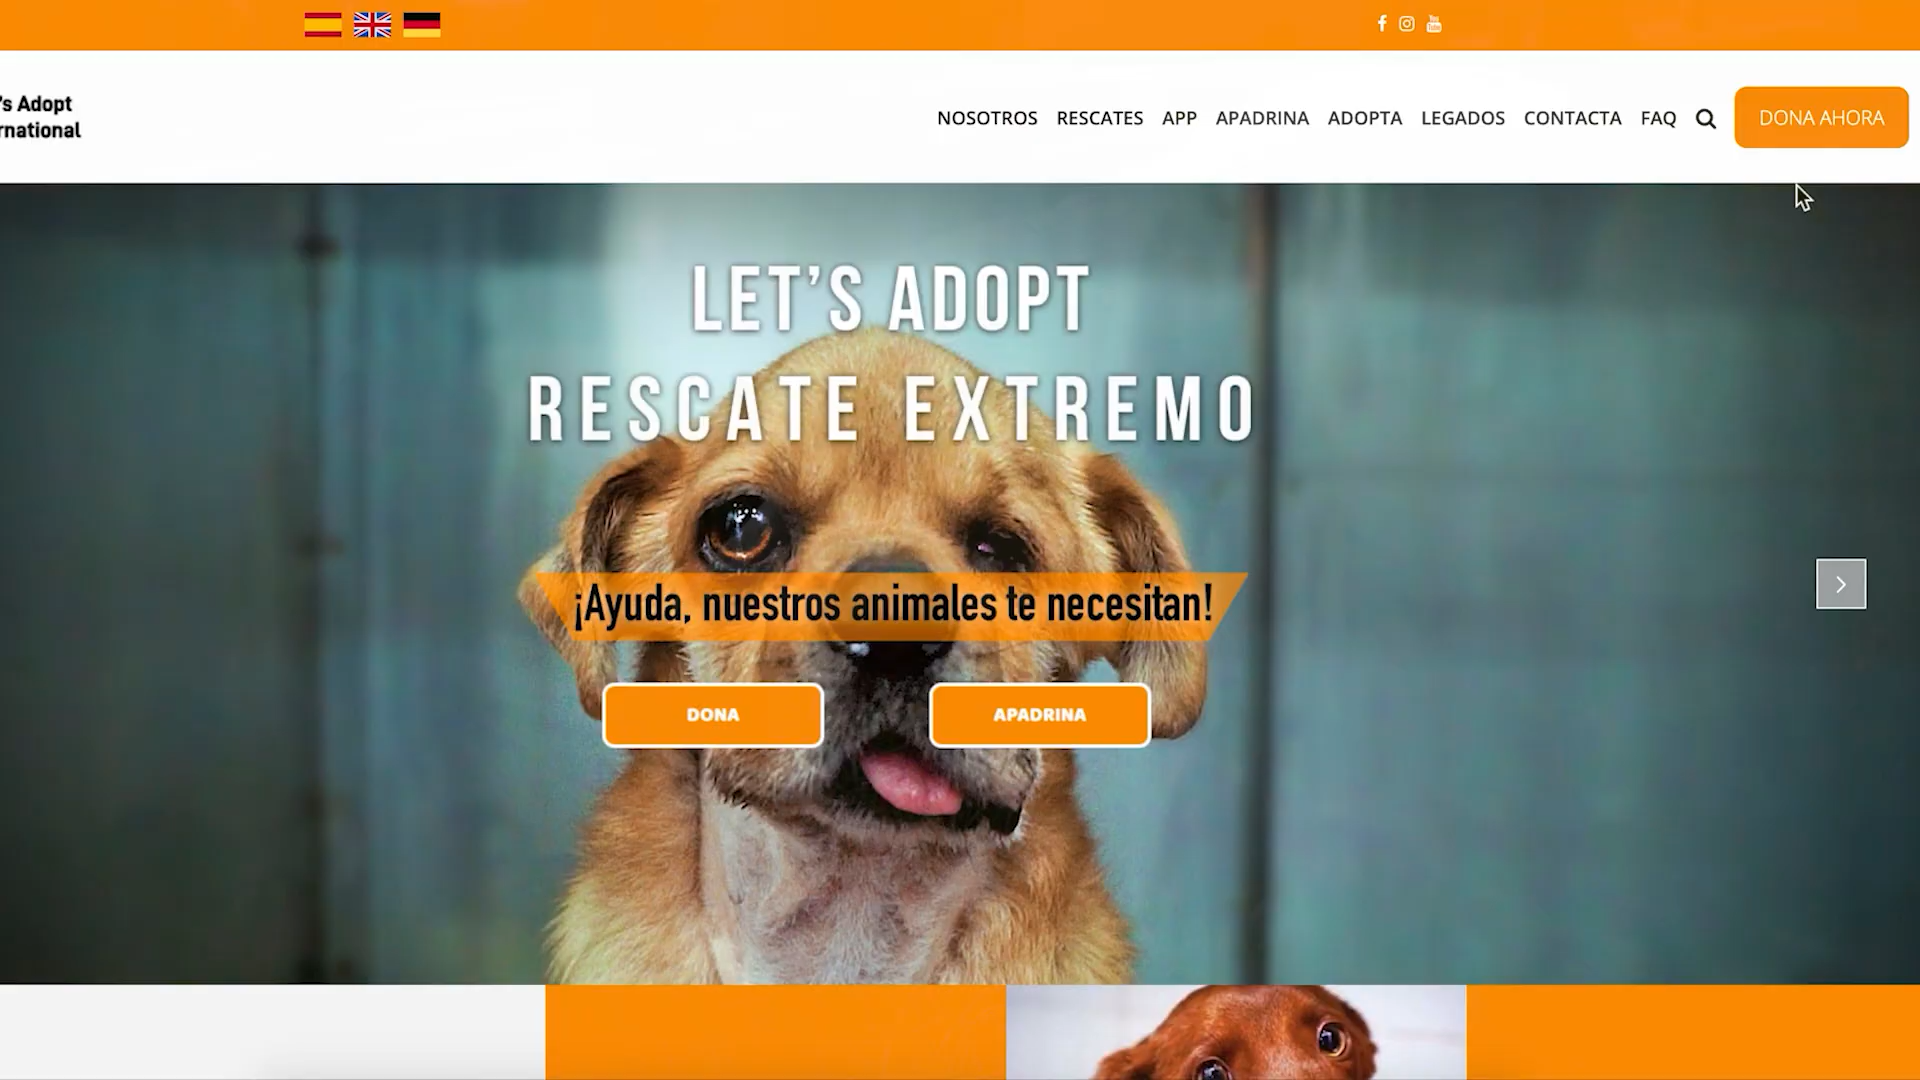 's Adopt
rnational
NOSOTROS RESCATES APP APADRINA ADOPTA LEGADOS CONTACTA FAQ DONA AHORA
LET'S ADOPT
RESCATE EXTREMO
¡Ayuda, nuestros animales te necesitan!
DONA APADRINA